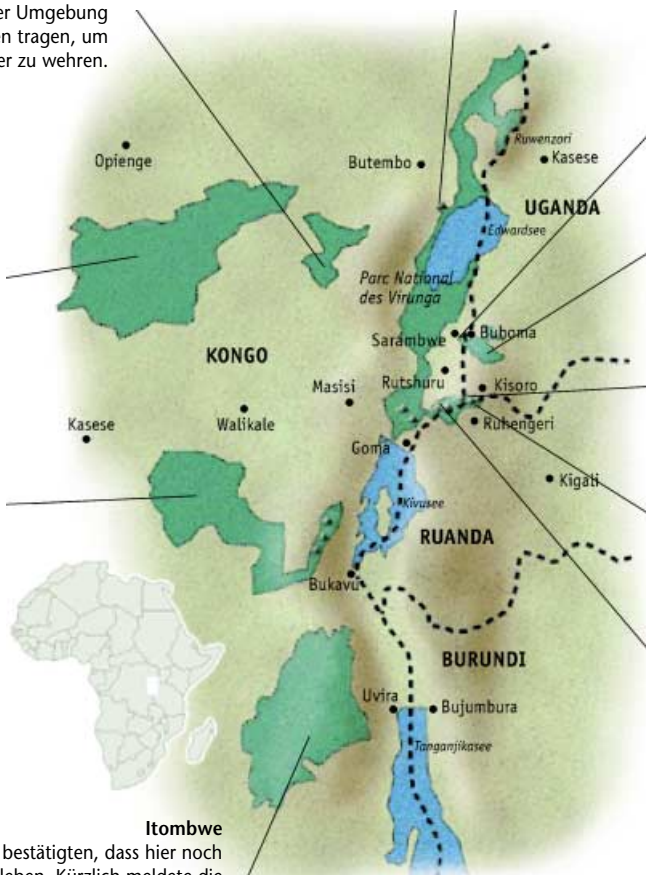 er Umgebung
en tragen, um
er zu wehren.
Ruwenzori
Opienge
Butembo
Kasese
UGANDA
Edwardsee
Parc National
des Virunga
Sarambwe
Buboma
KONGO
Rutshuru
Masisi
Kisoro
Kasese
Walikale
Ruhengeri
Goma
Kigali
Kivusee
RUANDA
Bukavu
BURUNDI
Uvira
Bujumbura
Tanganjikasee
Itombwe
bestätigten, dass hier noch
leben. Kürzlich meldete die